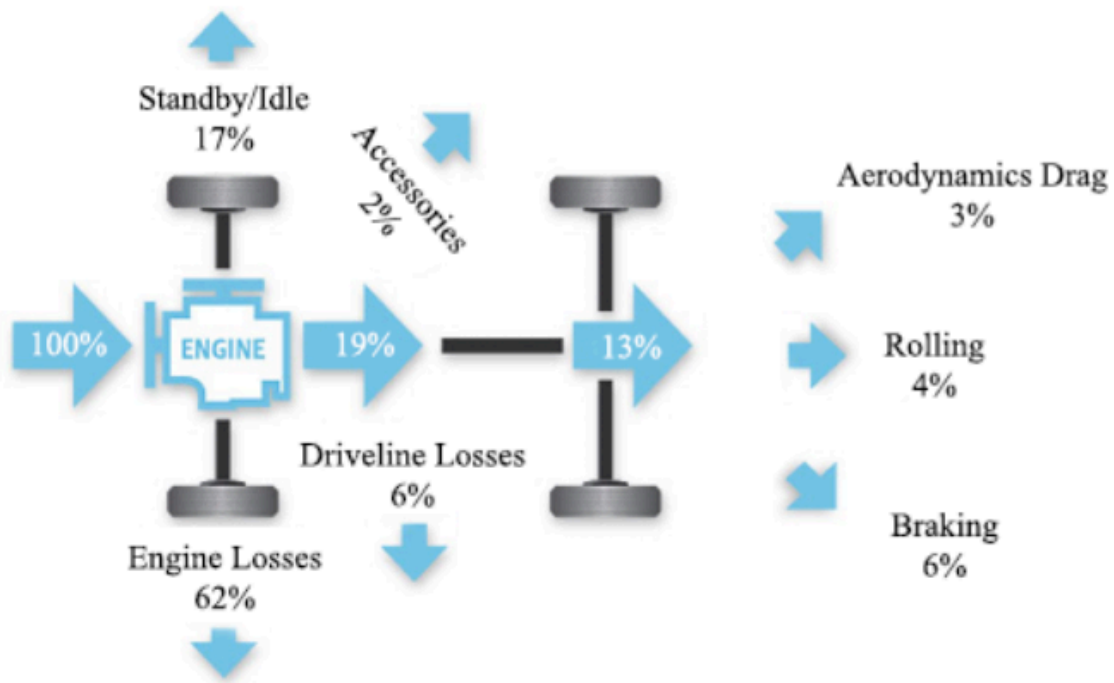 Standby/Idle
17%
Accessories
2%
Aerodynamics Drag
3%
100%
ENGINE
19%
13%
Rolling
4%
Driveline Losses
6%
Braking
6%
Engine Losses
62%